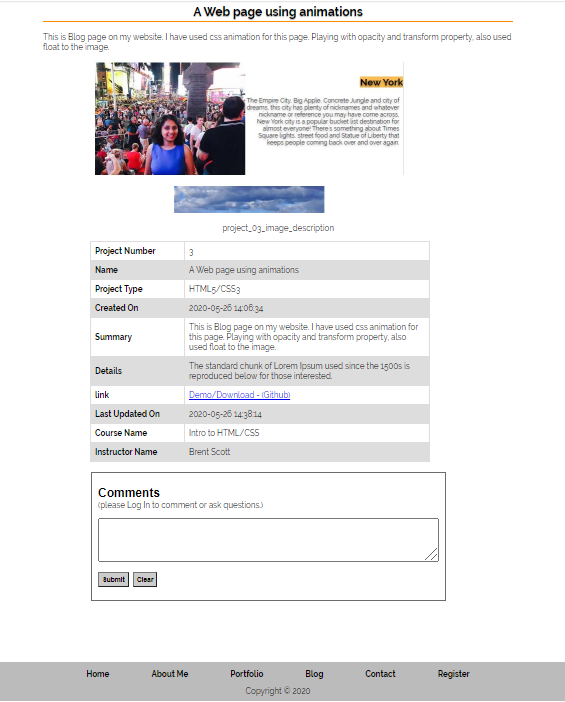 A Web page using animations
This is Blog page on my website. I have used css animation for this page. Playing with opacity and transform property, also used
float to the image.
New York
The Empire City, Big Apple, Concrete Jungle and city of
dreams, this city has plenty of nicknames and whatever
nickname or reference you may have come across,
New York city is a popular bucket list destination for
almost everyone! There's something about Times
Square lights, street food and Statue of Liberty that
keeps people coming back over and over again.
project_03_image_description
Project Number 3
Name A Web page using animations
Project Type HTML5/CSS3
Created On 2020-05-26 14:06:34
Summary This is Blog page on my website. I have used css animation for
this page. Playing with opacity and transform property, also
used float to the image.
Details The standard chunk of Lorem Ipsum used since the 1500s is
reproduced below for those interested.
link Demo/Download - (Github)
Last Updated On 2020-05-26 14:38:14
Course Name Intro to HTML/CSS
Instructor Name Brent Scott
Comments
(please Log In to comment or ask questions.)
Submit Clear
Home About Me Portfolio Blog Contact Register
Copyright © 2020